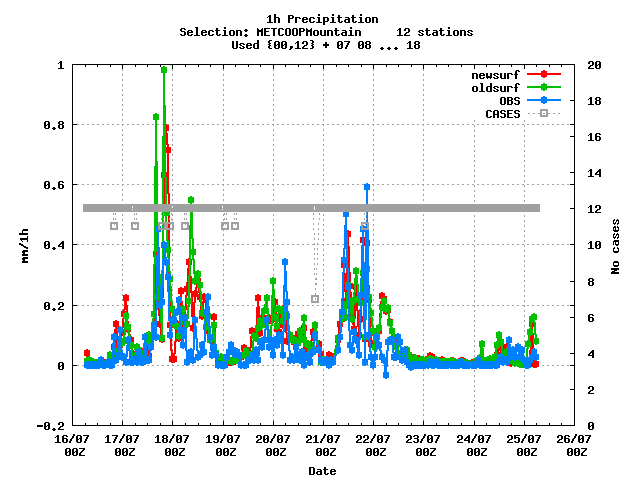 1h Precipitation
Selection: METCOOPMountain     12 stations
Used {00,12} + 07 08 ... 18
newsurf
oldsurf
OBS
CASES
1
0.8
0.6
0.4
0.2
0
-0.2
mm/1h
20
18
16
14
12
10
8
6
4
2
0
No cases
16/07 17/07 18/07 19/07 20/07 21/07 22/07 23/07 24/07 25/07 26/07
00Z 00Z 00Z 00Z 00Z 00Z 00Z 00Z 00Z 00Z 00Z
Date